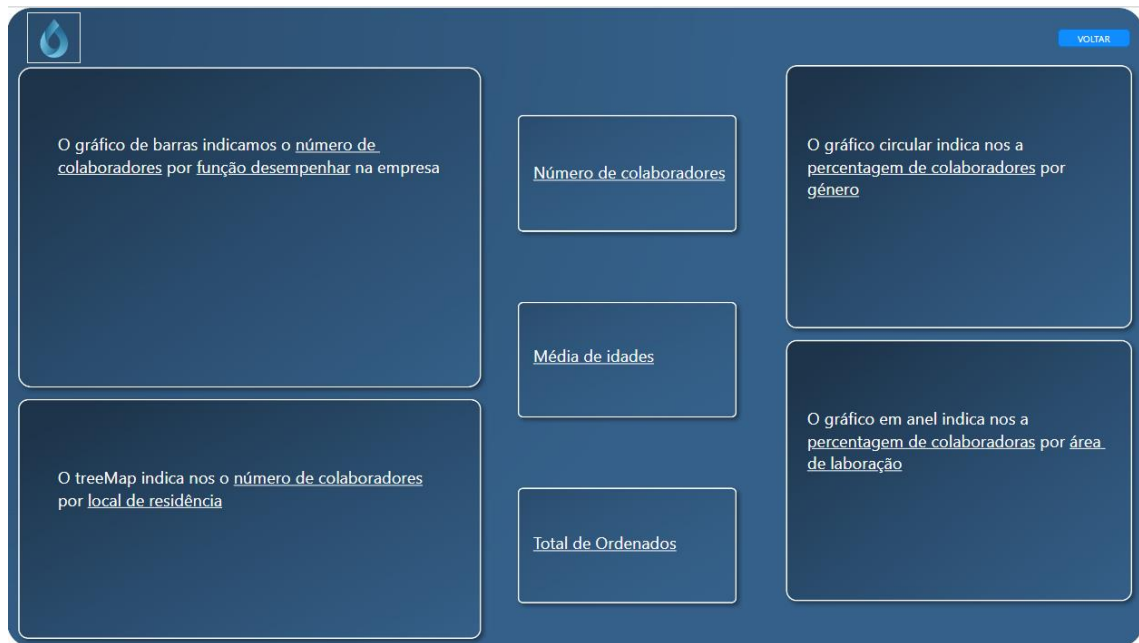 VOLTAR
O gráfico de barras indicamos o número de
colaboradores por função desempenhar na empresa
O treeMap indica nos o número de colaboradores
por local de residência
Número de colaboradores
Média de idades
Total de Ordenados
O gráfico circular indica nos a
percentagem de colaboradores por
género
O gráfico em anel indica nos a
percentagem de colaboradoras por área
de laboração